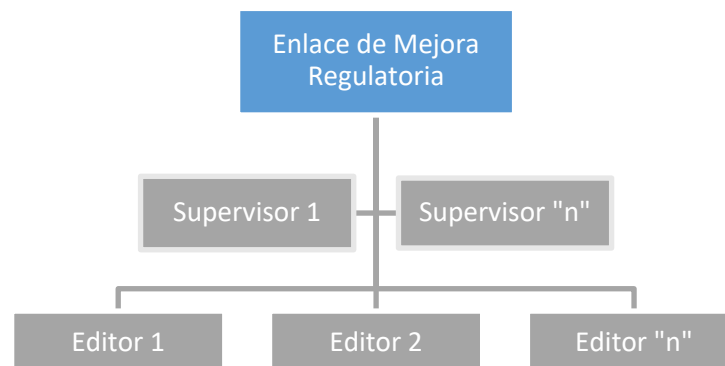 Enlace de Mejora
Regulatoria
Supervisor 1
Supervisor "n"
Editor 1
Editor 2
Editor "n"